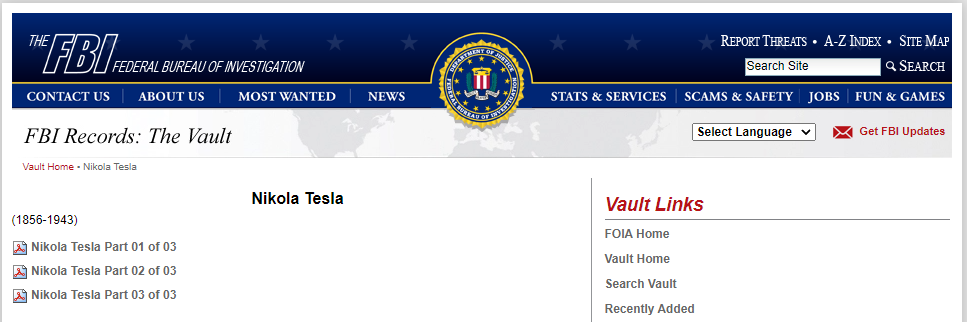 THE FBI FEDERAL BUREAU OF INVESTIGATION
REPORT THREATS • A-Z INDEX • SITE MAP
Search Site SEARCH
DEPARTMENT OF JUSTICE
FEDERAL BUREAU OF INVESTIGATION
CONTACT US ABOUT US MOST WANTED NEWS STATS & SERVICES SCAMS & SAFETY JOBS FUN & GAMES
FBI Records: The Vault
Select Language Get FBI Updates
Vault Home • Nikola Tesla
Nikola Tesla
(1856-1943)
Nikola Tesla Part 01 of 03
Nikola Tesla Part 02 of 03
Nikola Tesla Part 03 of 03
Vault Links
FOIA Home
Vault Home
Search Vault
Recently Added